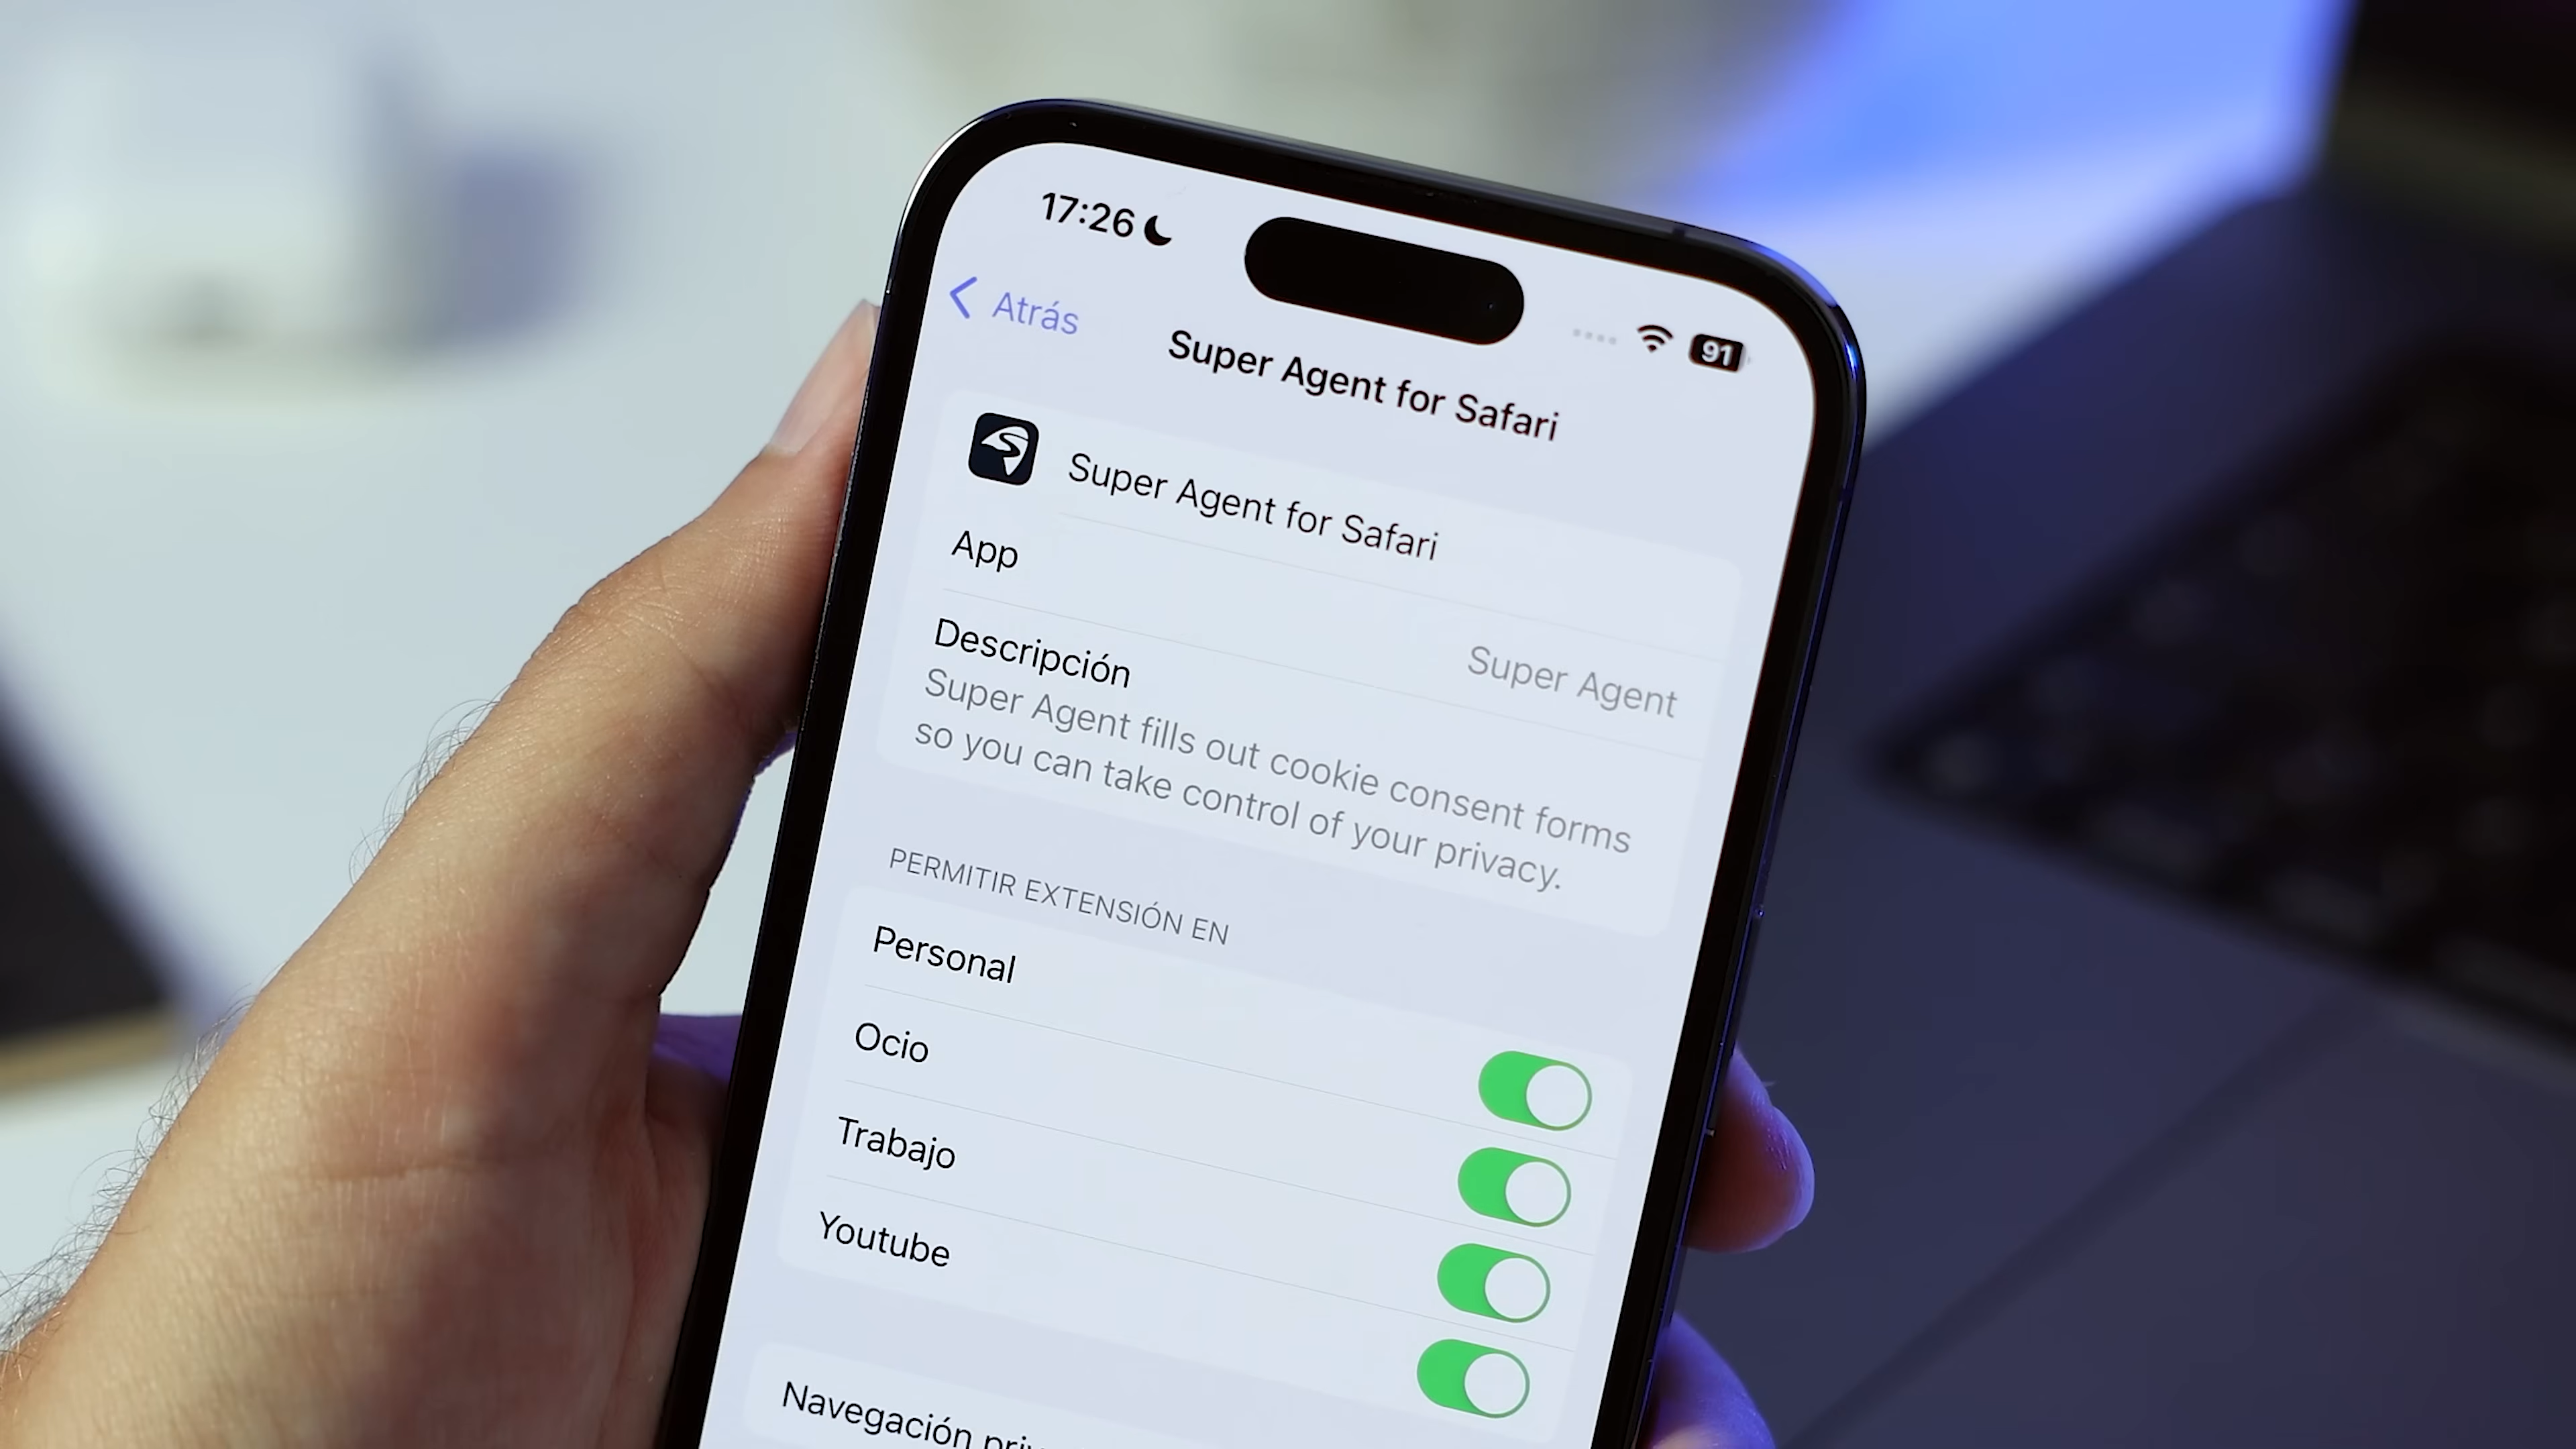 17:26
91
Atrás
Super Agent for Safari
Super Agent for Safari
App
Super Agent
Descripción
Super Agent fills out cookie consent forms
so you can take control of your privacy.
PERMITIR EXTENSIÓN EN
Personal
Ocio
Trabajo
Youtube
Navegación